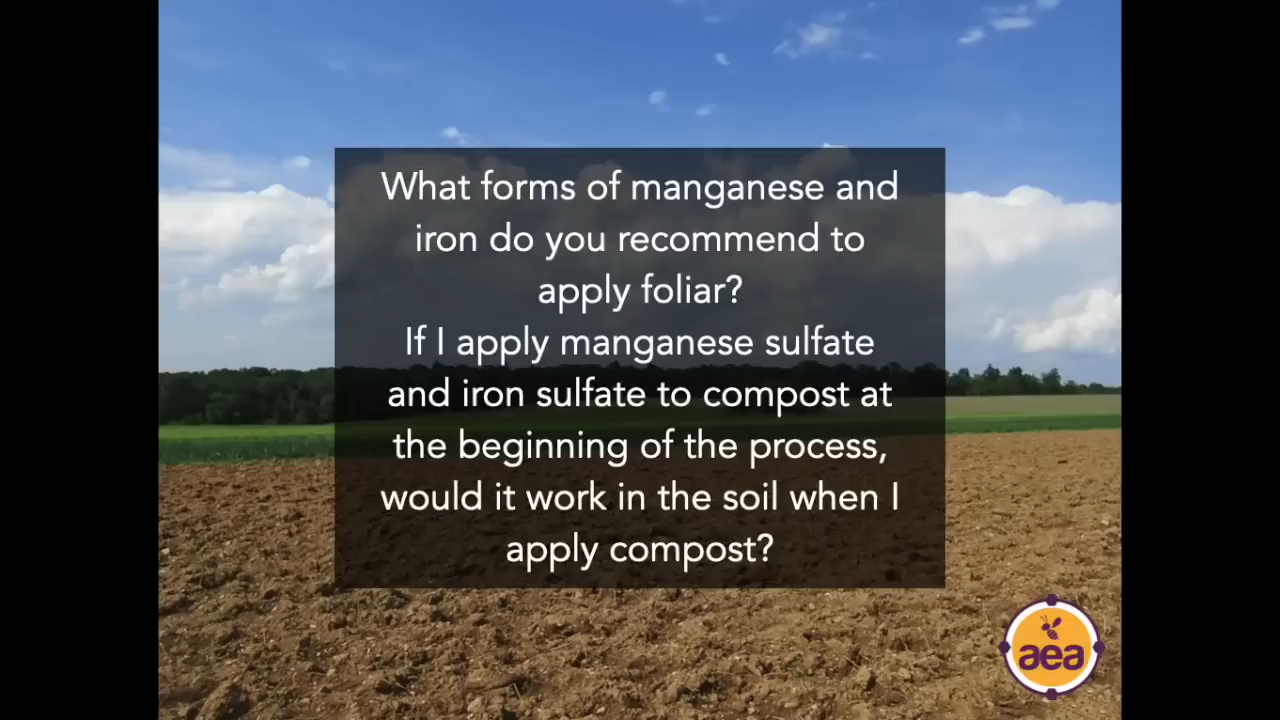 What forms of manganese and
iron do you recommend to
apply foliar?
If I apply manganese sulfate
and iron sulfate to compost at
the beginning of the process,
would it work in the soil when I
apply compost?
aea